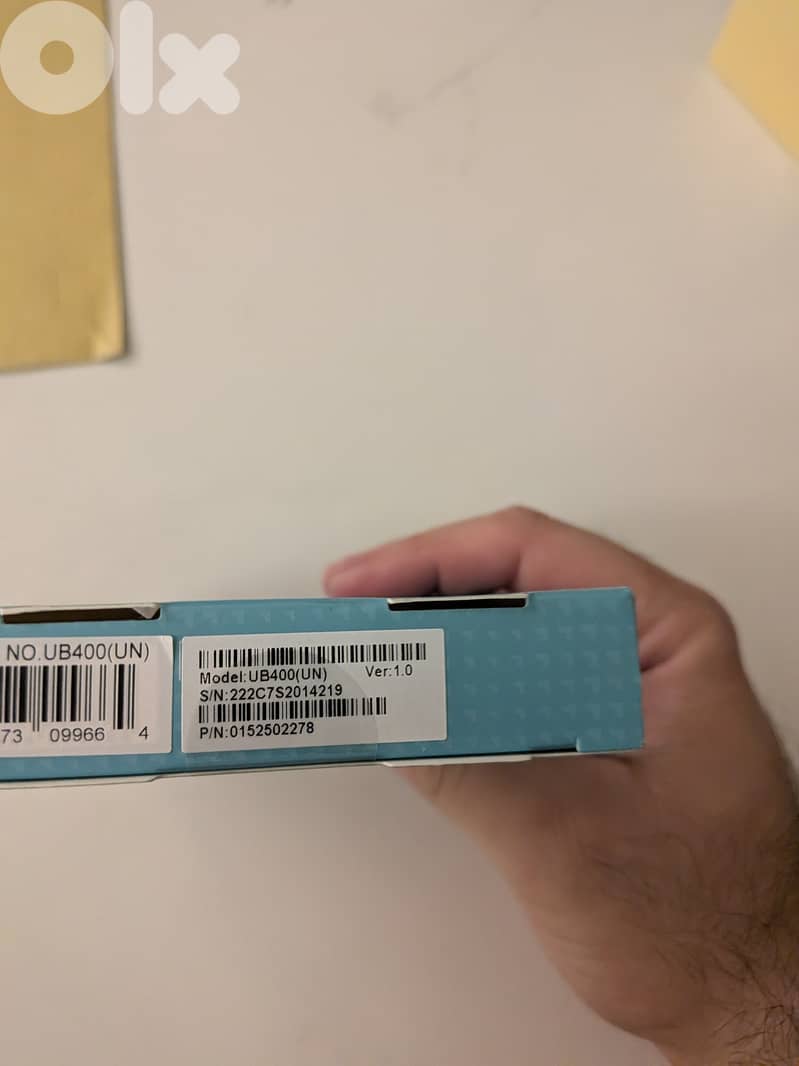 olx
NO.UB400(UN)
73 09966 4
Model:UB400(UN) Ver:1.0
S/N:222C7S2014219
P/N:0152502278